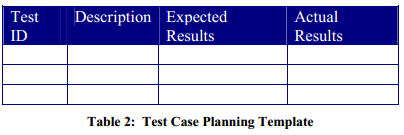 Test ID
Description
Expected Results
Actual Results
Table 2: Test Case Planning Template